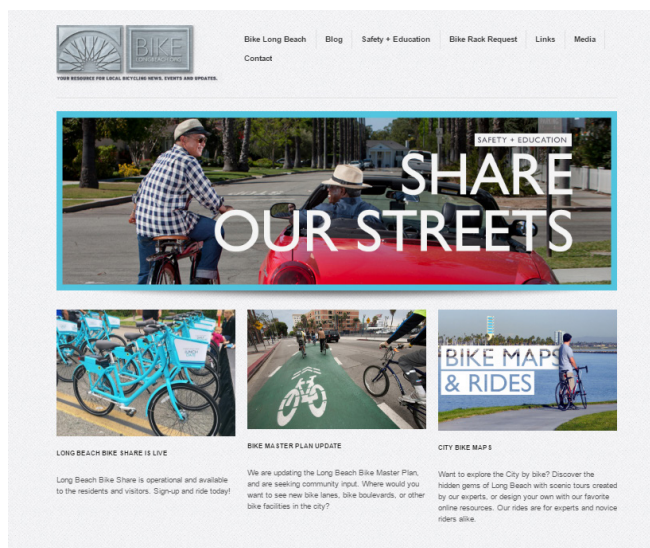 BIKE
LONG BEACH
YOUR RESOURCE FOR LOCAL BICYCLING NEWS, EVENTS AND UPDATES.
Bike Long Beach
Blog
Safety + Education
Bike Rack Request
Links
Media
Contact
SAFETY + EDUCATION
SHARE
OUR STREETS
BIKE MAPS
& RIDES
LONG BEACH BIKE SHARE IS LIVE
Long Beach Bike Share is operational and available
to the residents and visitors. Sign-up and ride today!
BIKE MASTER PLAN UPDATE
We are updating the Long Beach Bike Master Plan,
and are seeking community input. Where would you
want to see new bike lanes, bike boulevards, or other
bike facilities in the city?
CITY BIKE MAPS
Want to explore the City by bike? Discover the
hidden gems of Long Beach with scenic tours created
by our experts, or design your own with our favorite
online resources. Our rides are for experts and novice
riders alike.